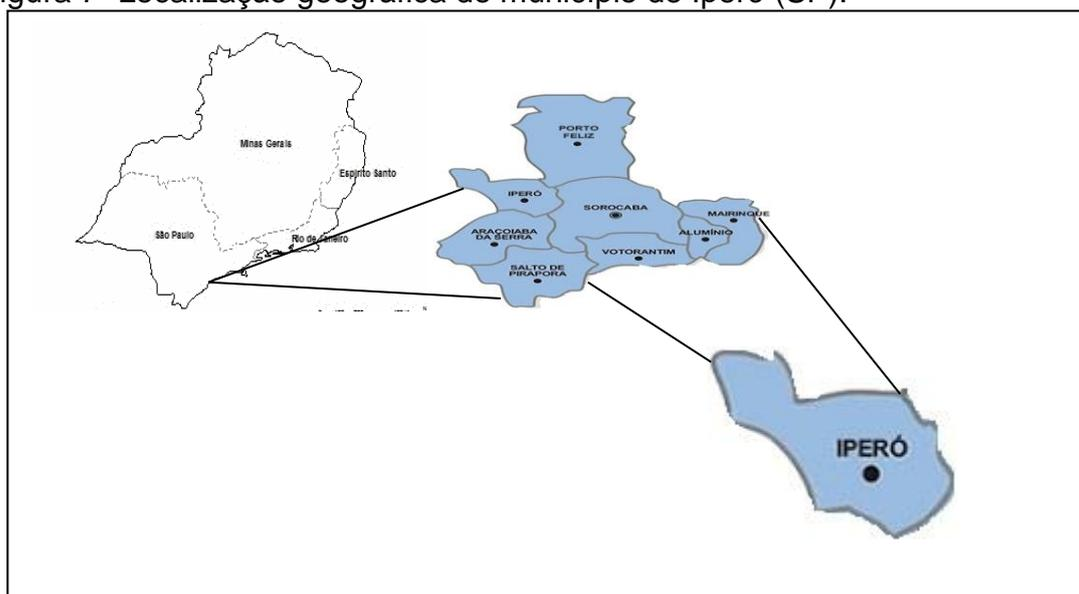 Localização geográfica do município de Iperó (SP).
Minas Gerais
Espirito Santo
São Paulo
Rio de Janeiro
PORTO
FELIZ
IPERÓ
SOROCABA
MAIRINQUE
ARAÇOIABA
DA SERRA
ALUMÍNIO
VOTORANTIM
SALTO DE
PIRAPORA
IPERÓ